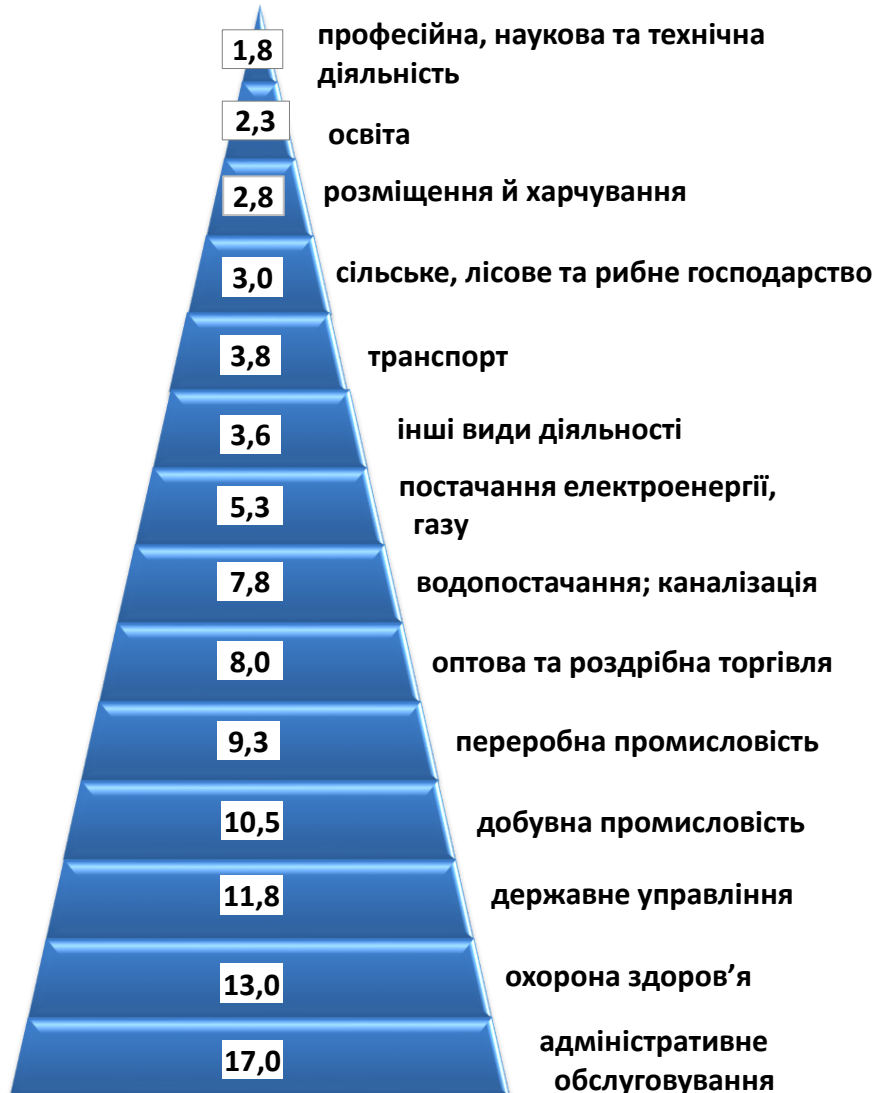 1,8
професійна, наукова та технічна
діяльність
2,3
освіта
2,8
розміщення й харчування
3,0
сільське, лісове та рибне господарство
3,8
транспорт
3,6
інші види діяльності
5,3
постачання електроенергії,
газу
7,8
водопостачання; каналізація
8,0
оптова та роздрібна торгівля
9,3
переробна промисловість
10,5
добувна промисловість
11,8
державне управління
13,0
охорона здоров’я
17,0
адміністративне
обслуговування